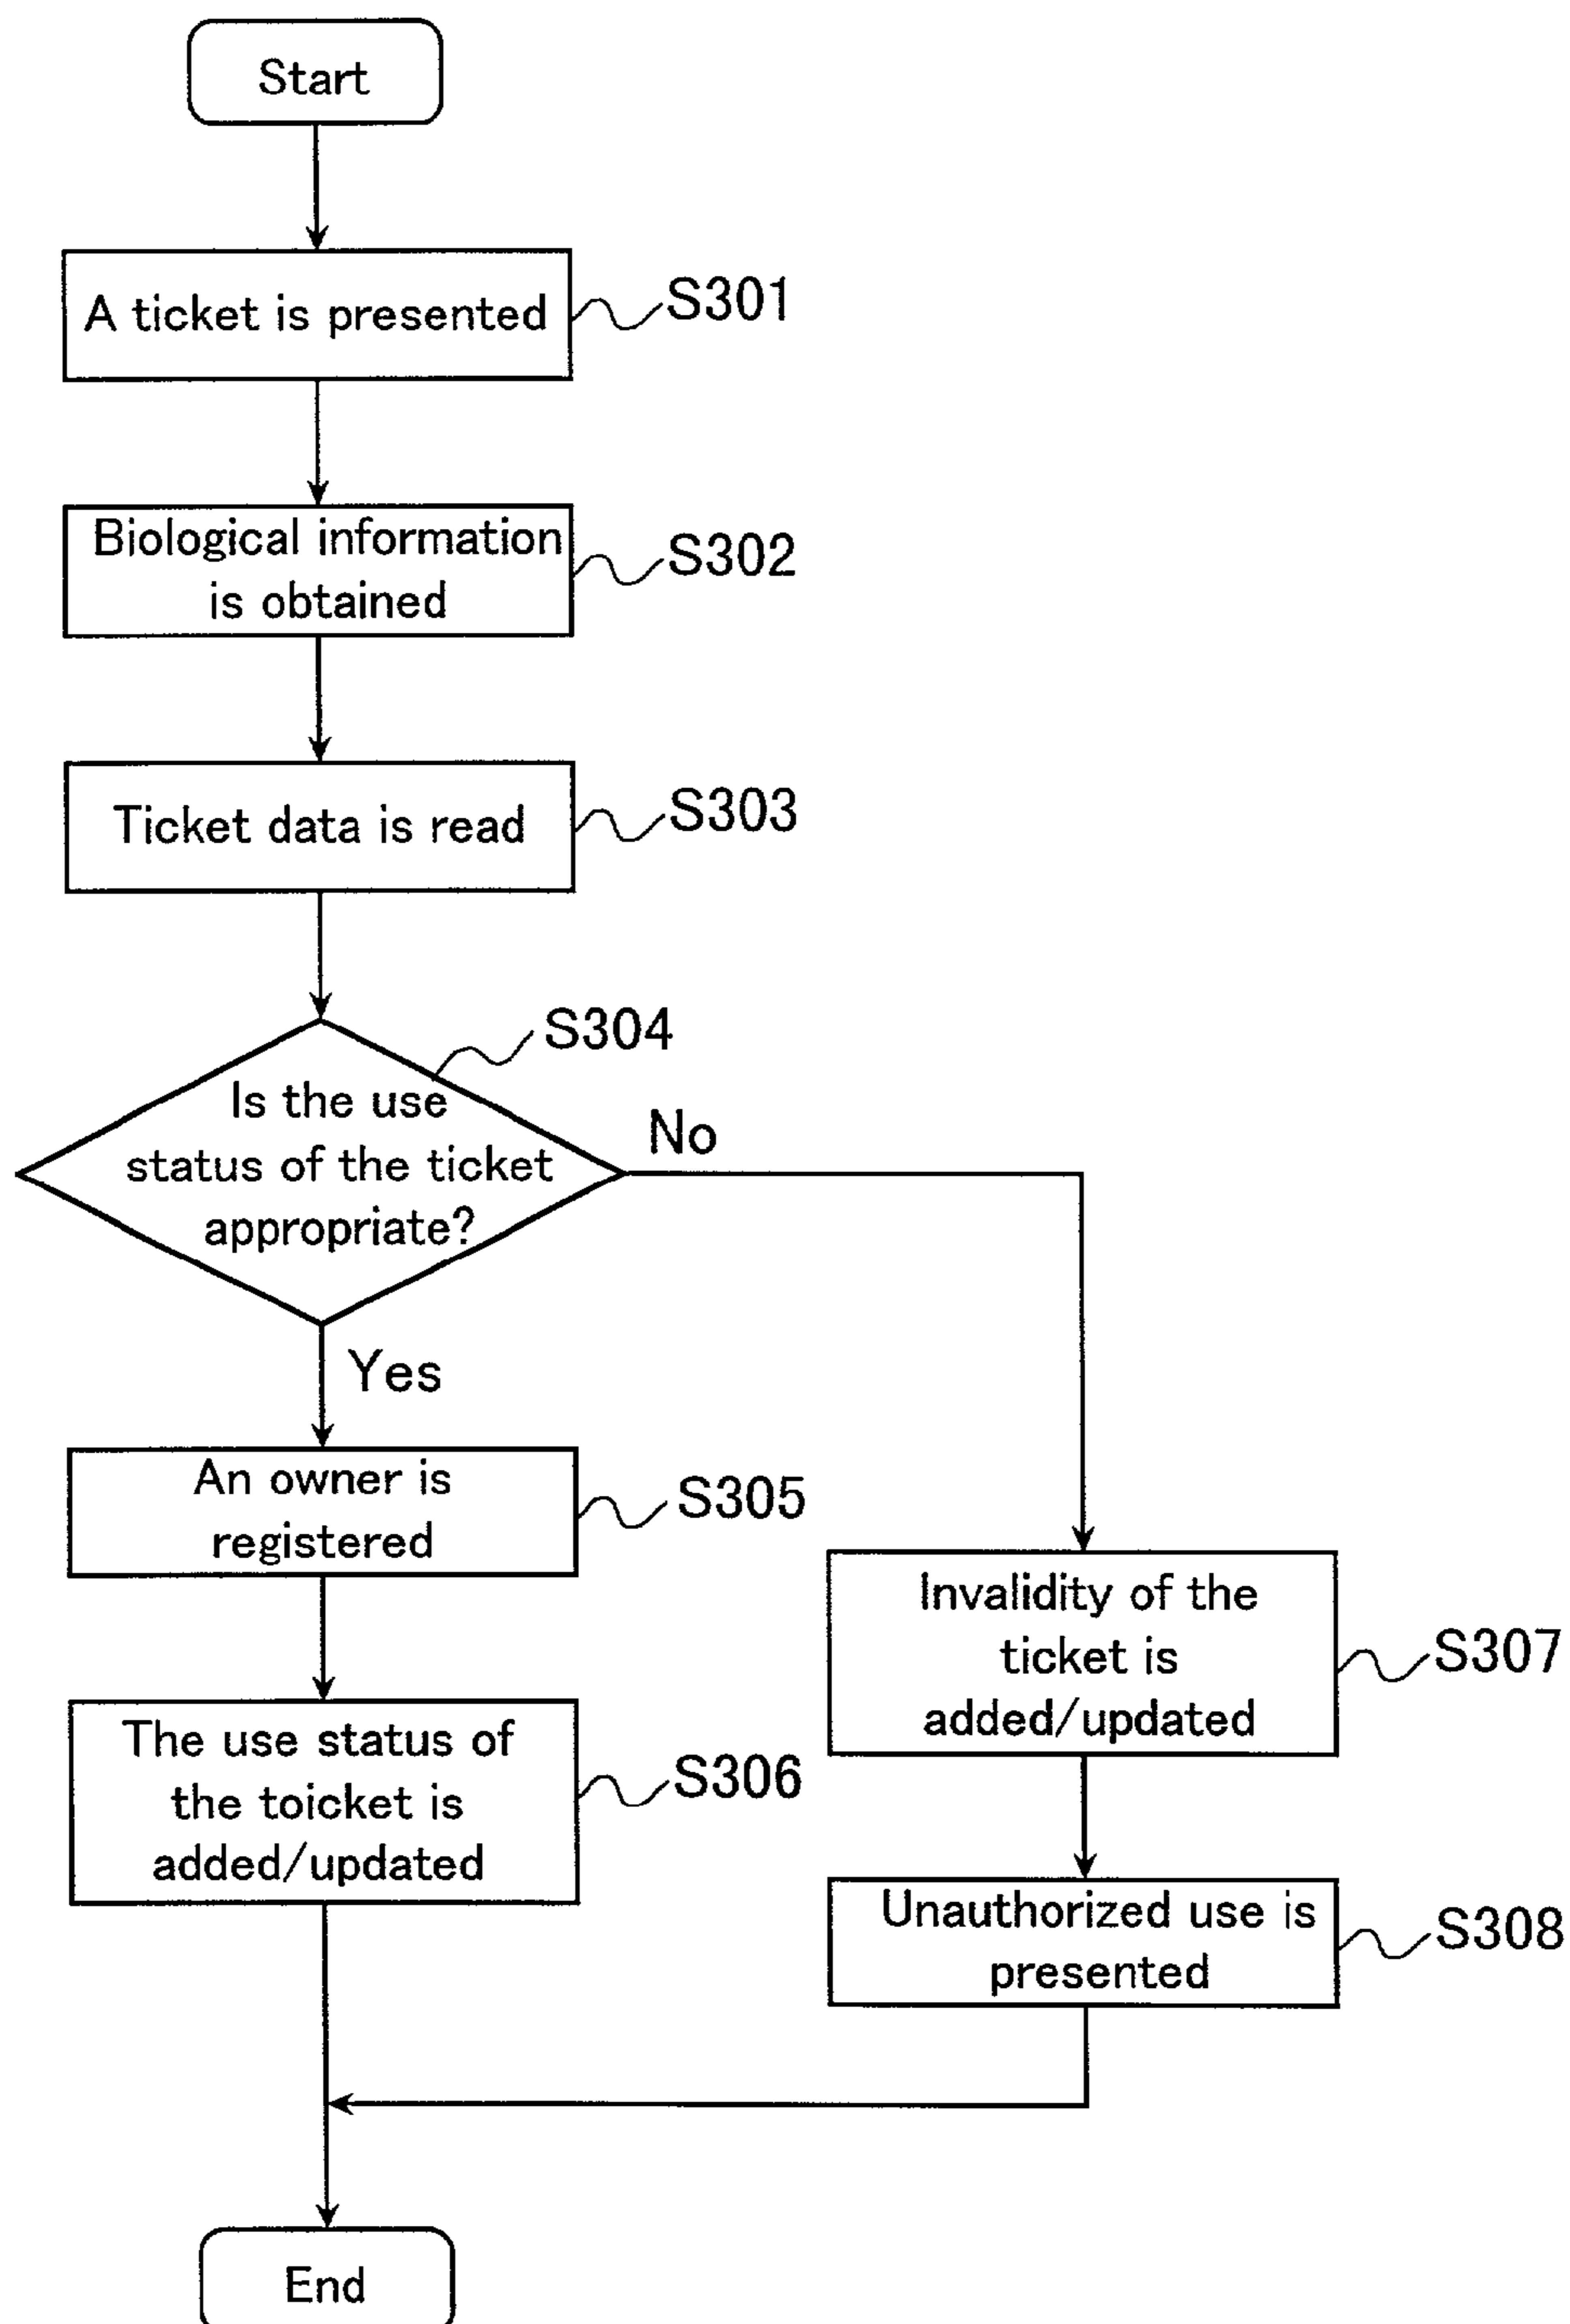 Start
A ticket is presented
S301
Biological information
is obtained
S302
Ticket data is read
S303
S304
Is the use
status of the ticket
appropriate?
No
Yes
An owner is
registered
S305
The use status of
the toicket is
added/updated
S306
Invalidity of the
ticket is
added/updated
S307
Unauthorized use is
presented
S308
End